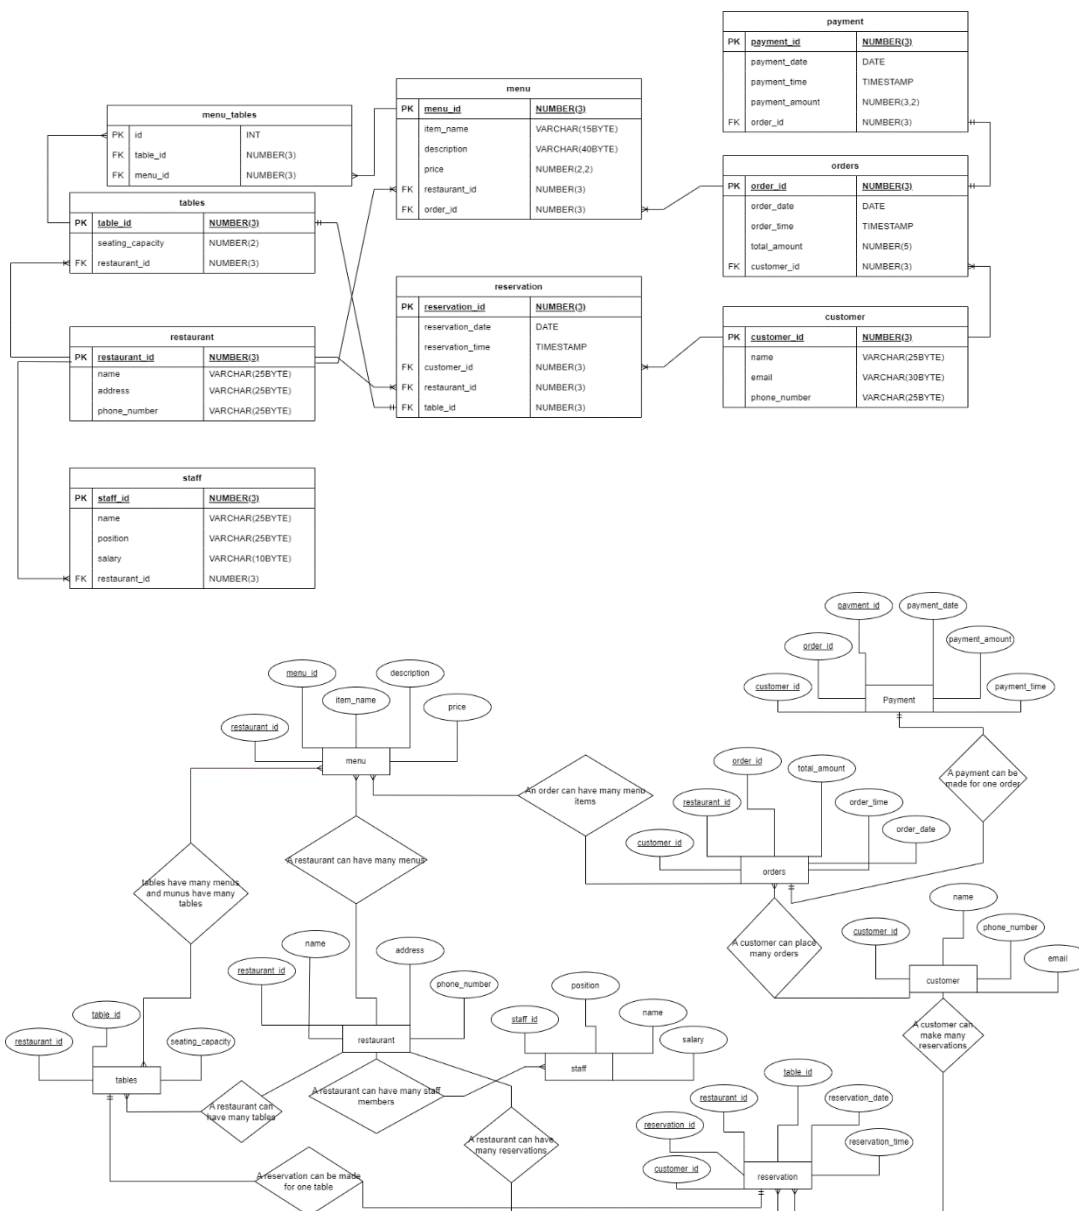 payment
PK payment_id NUMBER(3)
payment_date DATE
payment_time TIMESTAMP
payment_amount NUMBER(3,2)
FK order_id NUMBER(3)
menu
PK menu_id NUMBER(3)
item_name VARCHAR(15BYTE)
description VARCHAR(40BYTE)
price NUMBER(2,2)
FK restaurant_id NUMBER(3)
FK order_id NUMBER(3)
menu_tables
PK id INT
FK table_id NUMBER(3)
FK menu_id NUMBER(3)
orders
PK order_id NUMBER(3)
order_date DATE
order_time TIMESTAMP
total_amount NUMBER(5)
FK customer_id NUMBER(3)
tables
PK table_id NUMBER(3)
seating_capacity NUMBER(2)
FK restaurant_id NUMBER(3)
reservation
PK reservation_id NUMBER(3)
reservation_date DATE
reservation_time TIMESTAMP
FK customer_id NUMBER(3)
FK restaurant_id NUMBER(3)
FK table_id NUMBER(3)
customer
PK customer_id NUMBER(3)
name VARCHAR(25BYTE)
email VARCHAR(30BYTE)
phone_number VARCHAR(25BYTE)
restaurant
PK restaurant_id NUMBER(3)
name VARCHAR(25BYTE)
address VARCHAR(25BYTE)
phone_number VARCHAR(25BYTE)
staff
PK staff_id NUMBER(3)
name VARCHAR(25BYTE)
position VARCHAR(25BYTE)
salary VARCHAR(10BYTE)
FK restaurant_id NUMBER(3)
payment_id
payment_date
order_id
payment_amount
customer_id
Payment
payment_time
menu_id
description
item_name
price
restaurant_id
menu
A payment can be
made for one order
An order can have many menu
items
order_id
total_amount
restaurant_id
order_time
order_date
customer_id
orders
A restaurant can have many menus
tables have many menus
and munus have many
tables
A customer can place
many orders
name
customer_id
phone_number
email
customer
name
address
restaurant_id
phone_number
restaurant
position
staff_id
name
salary
staff
table_id
restaurant_id
seating_capacity
tables
A customer can
make many
reservations
A restaurant can
have many tables
A restaurant can have many staff
members
A restaurant can have
many reservations
table_id
restaurant_id
reservation_date
reservation_id
reservation_time
customer_id
reservation
A reservation can be made
for one table